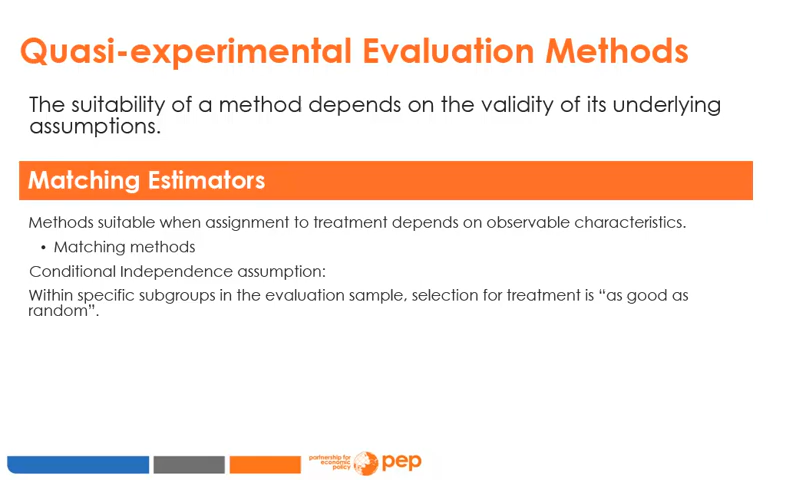 Quasi-experimental Evaluation Methods
The suitability of a method depends on the validity of its underlying
assumptions.
Matching Estimators
Methods suitable when assignment to treatment depends on observable characteristics.
• Matching methods
Conditional Independence assumption:
Within specific subgroups in the evaluation sample, selection for treatment is “as good as
random”.
partnership for
economic
policy
pep